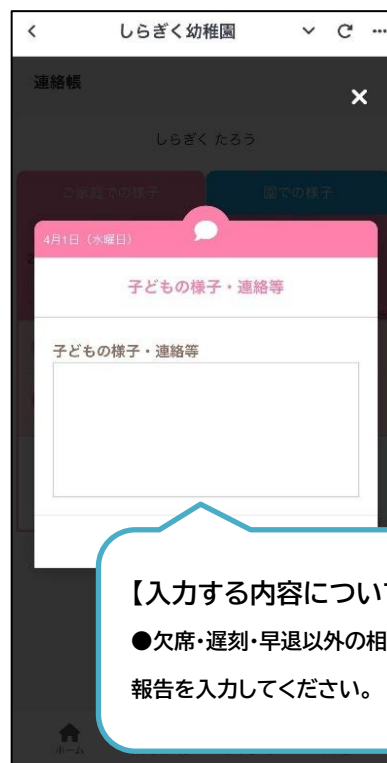 しらぎく幼稚園
連絡帳
しらぎく たろう
ご家庭での様子 園での様子
4月1日（水曜日）
子どもの様子・連絡等
子どもの様子・連絡等
【入力する内容につい
●欠席・遅刻・早退以外の相
報告を入力してください。
ホーム